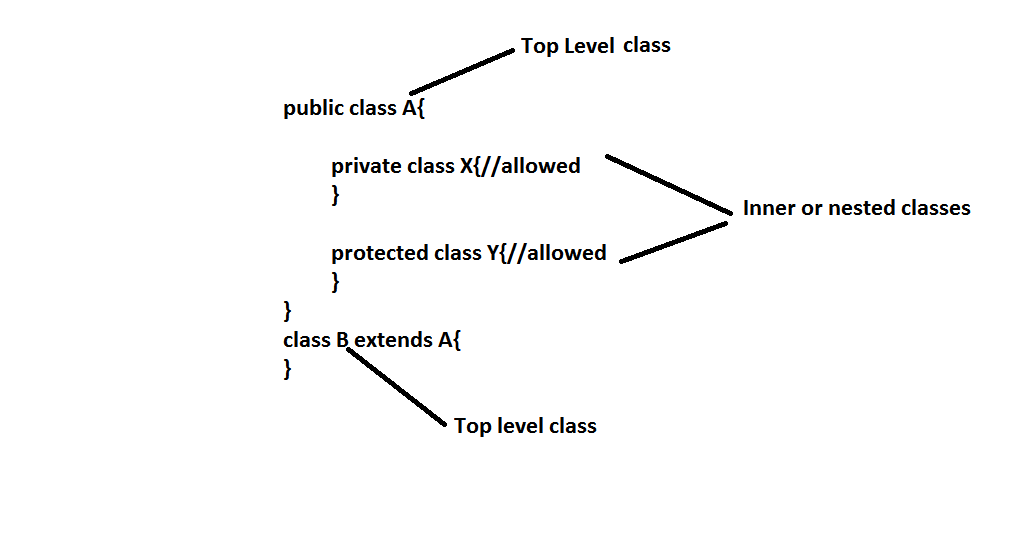 Top Level class
public class A{
private class X{//allowed
}
Inner or nested classes
protected class Y{//allowed
}
}
class B extends A{
}
Top level class